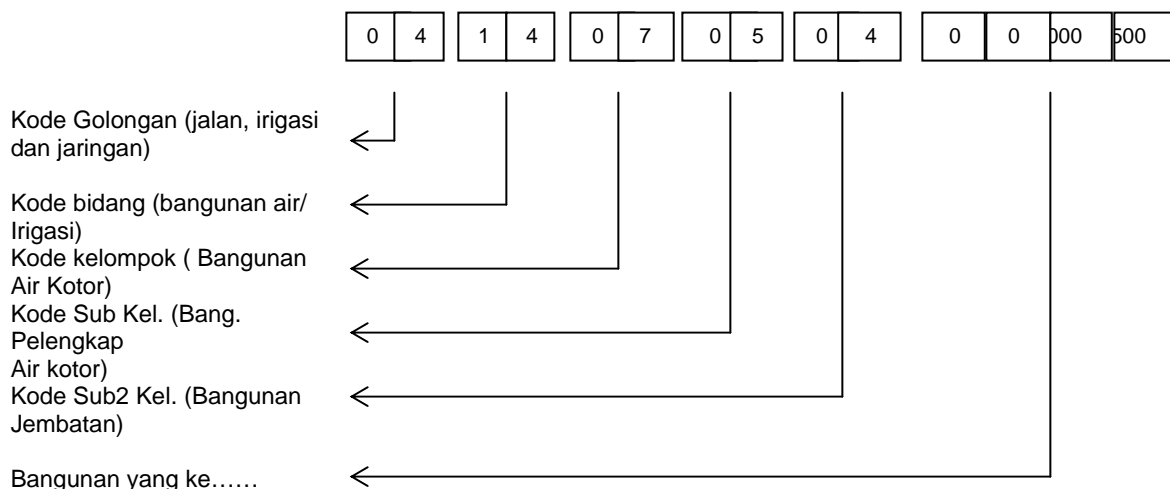 0 4 1 4 0 7 0 5 0 4 0 0 000 500
Kode Golongan (jalan, irigasi
dan jaringan)
Kode bidang (bangunan air/
Irigasi)
Kode kelompok ( Bangunan
Air Kotor)
Kode Sub Kel. (Bang.
Pelengkap
Air kotor)
Kode Sub2 Kel. (Bangunan
Jembatan)
Bangunan yang ke……